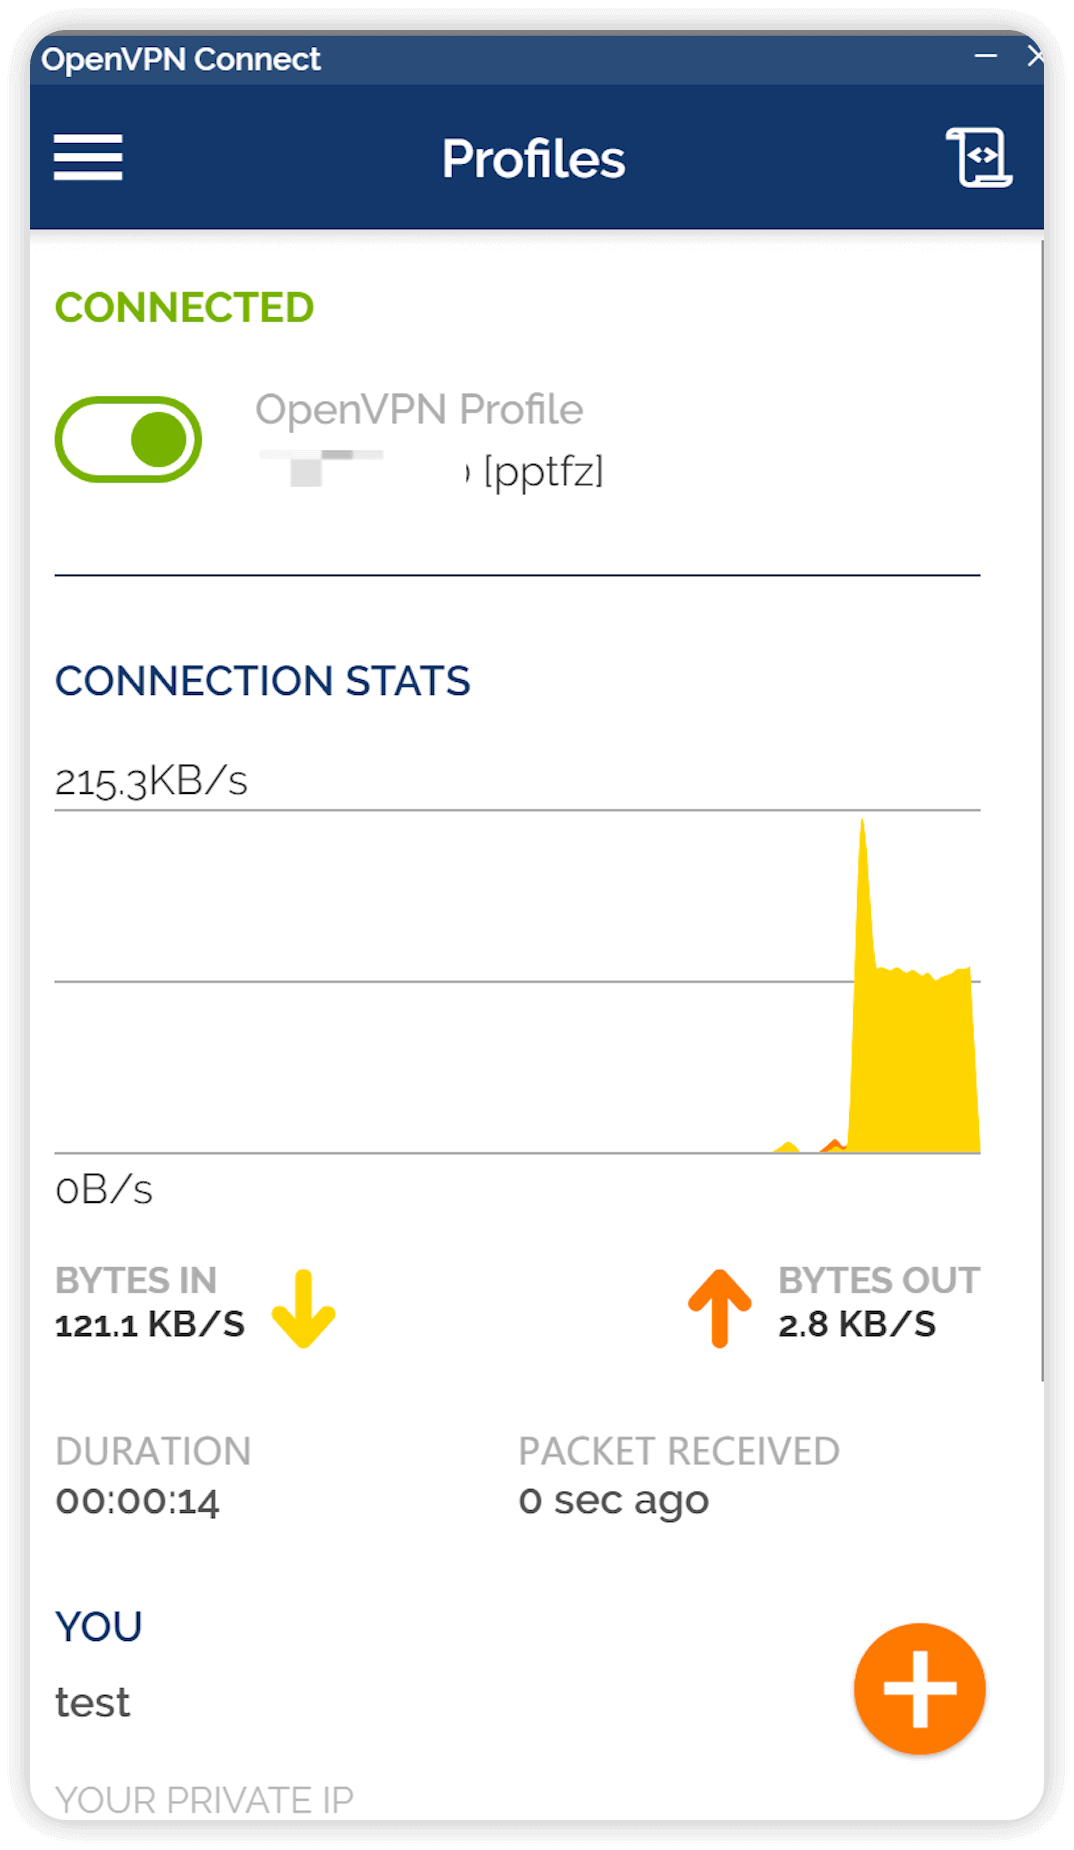 OpenVPN Connect
Profiles
CONNECTED
OpenVPN Profile
[pptfz]
CONNECTION STATS
215.3KB/s
0B/s
BYTES IN
121.1 KB/S
BYTES OUT
2.8 KB/S
DURATION
00:00:14
PACKET RECEIVED
0 sec ago
YOU
test
YOUR PRIVATE IP